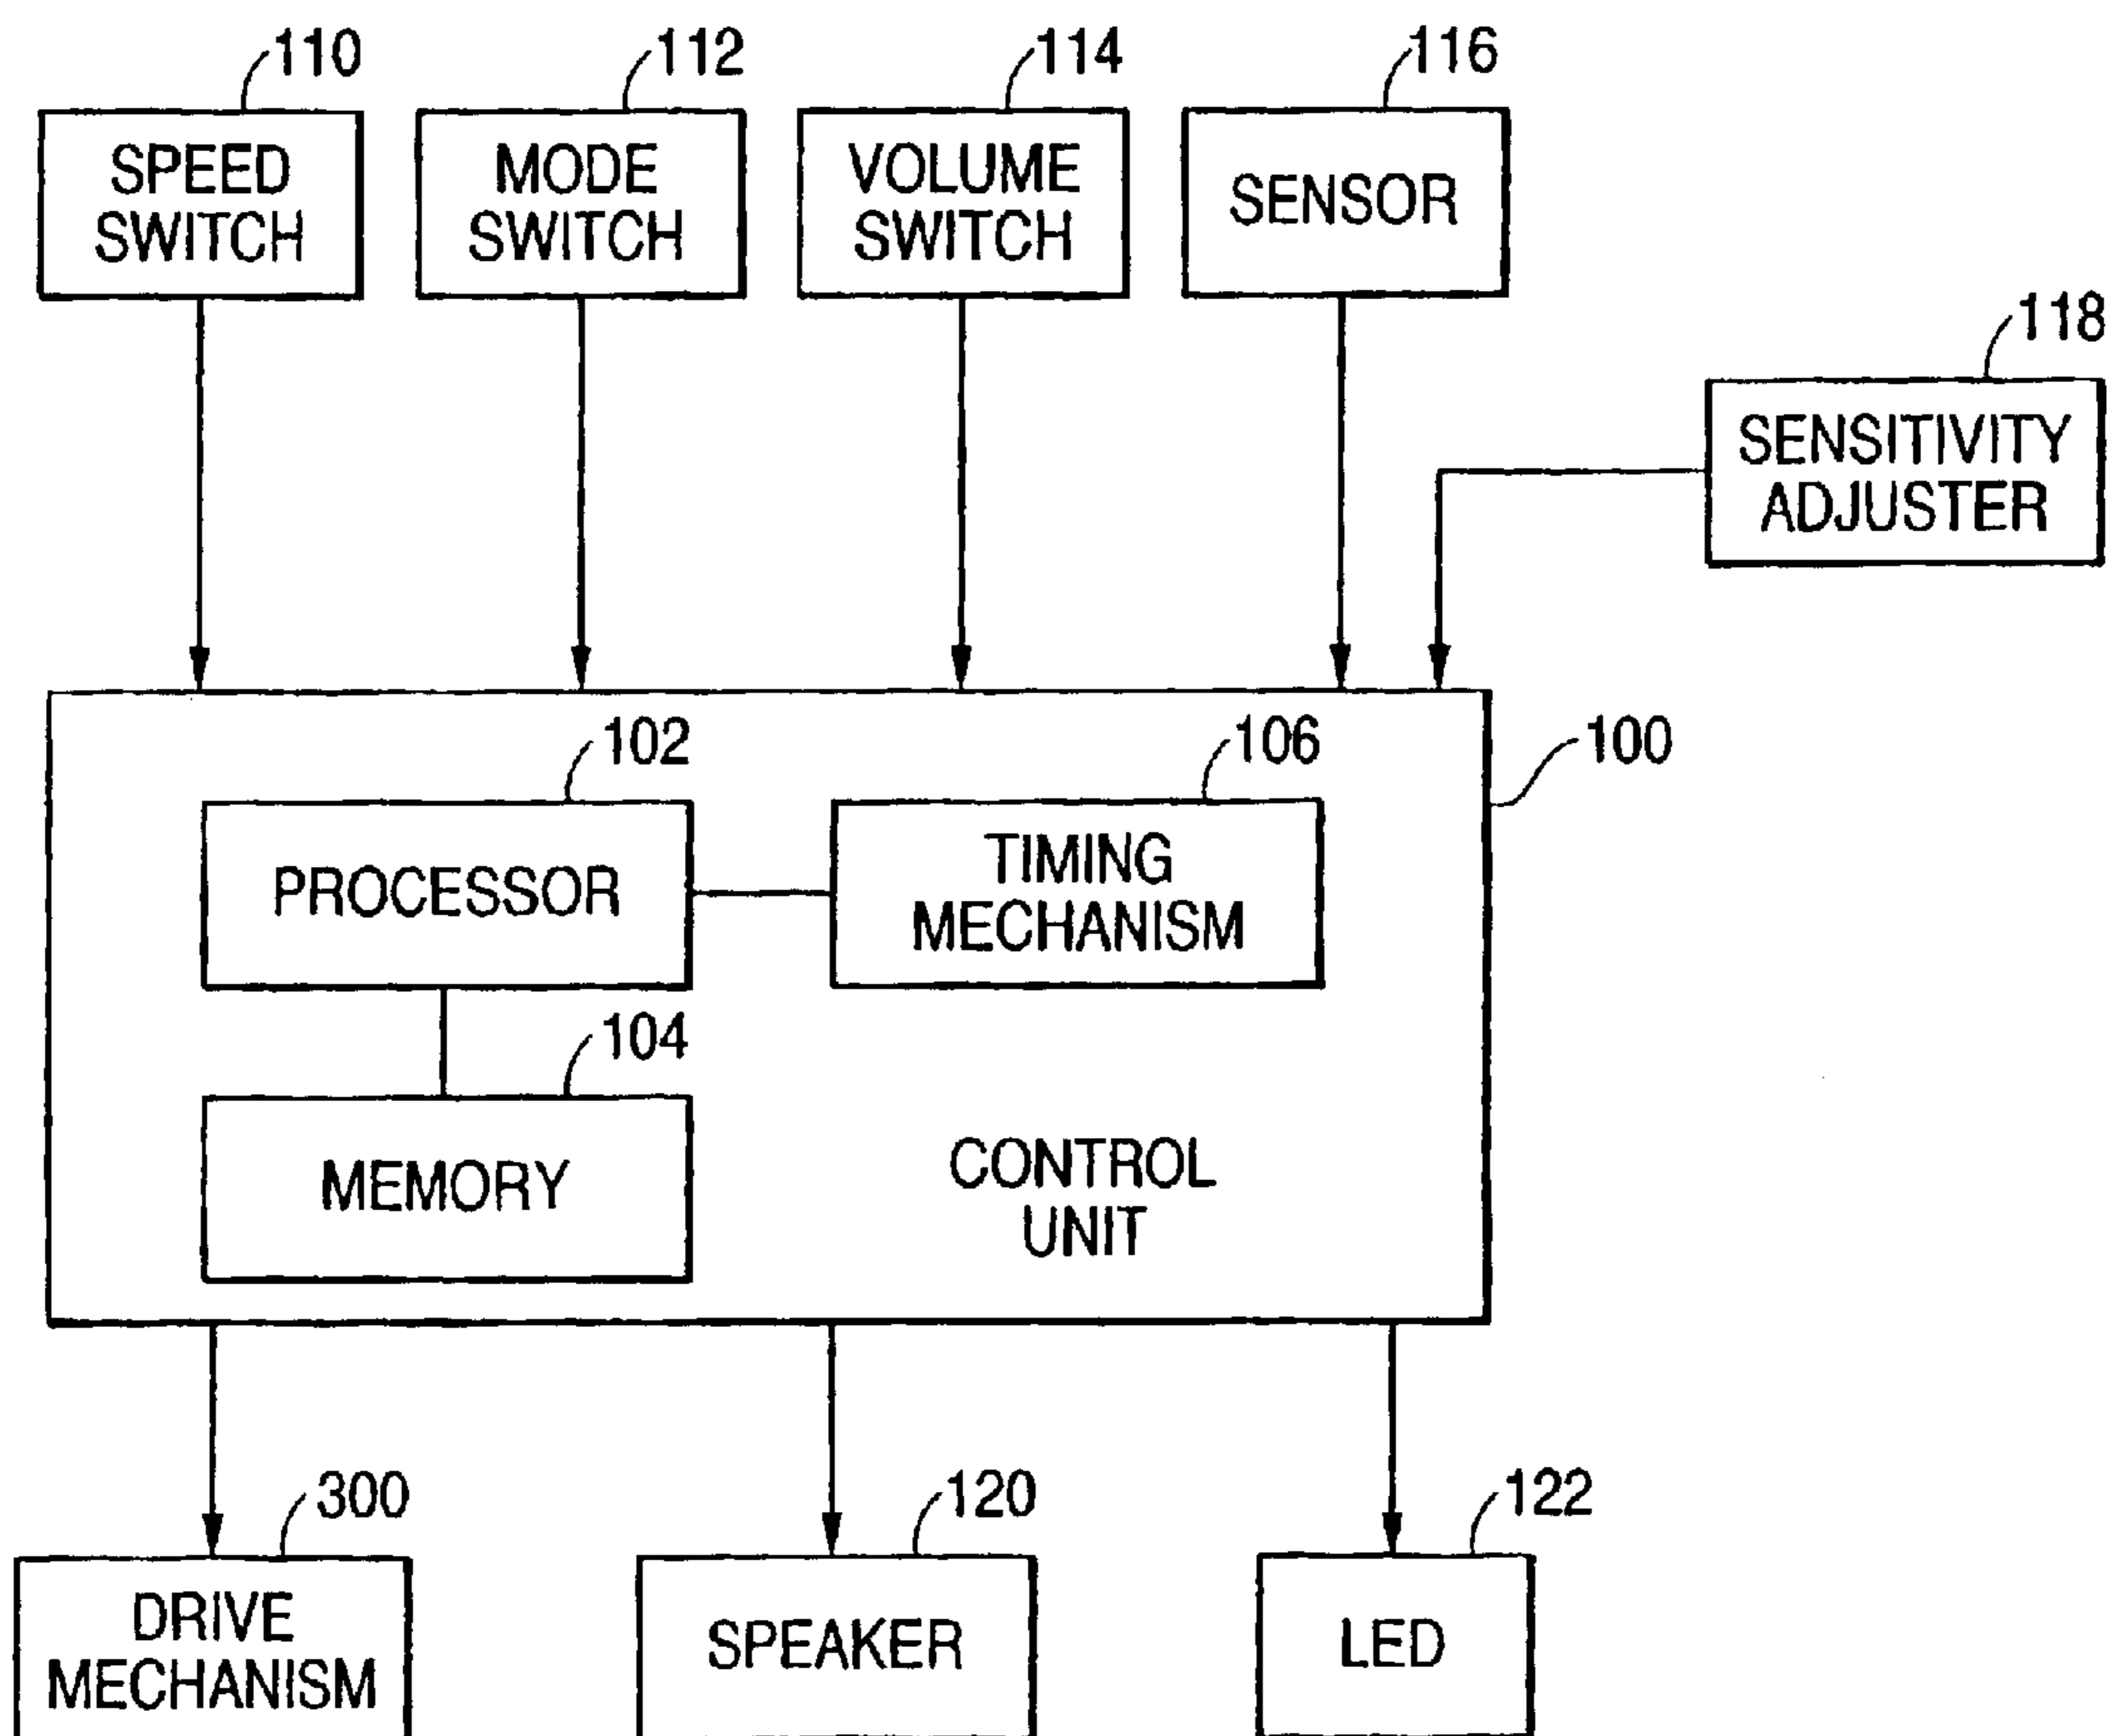 110
112
114
116
SPEED
SWITCH
MODE
SWITCH
VOLUME
SWITCH
SENSOR
118
SENSITIVITY
ADJUSTER
102
106
100
PROCESSOR
TIMING
MECHANISM
104
MEMORY
CONTROL
UNIT
300
120
122
DRIVE
MECHANISM
SPEAKER
LED